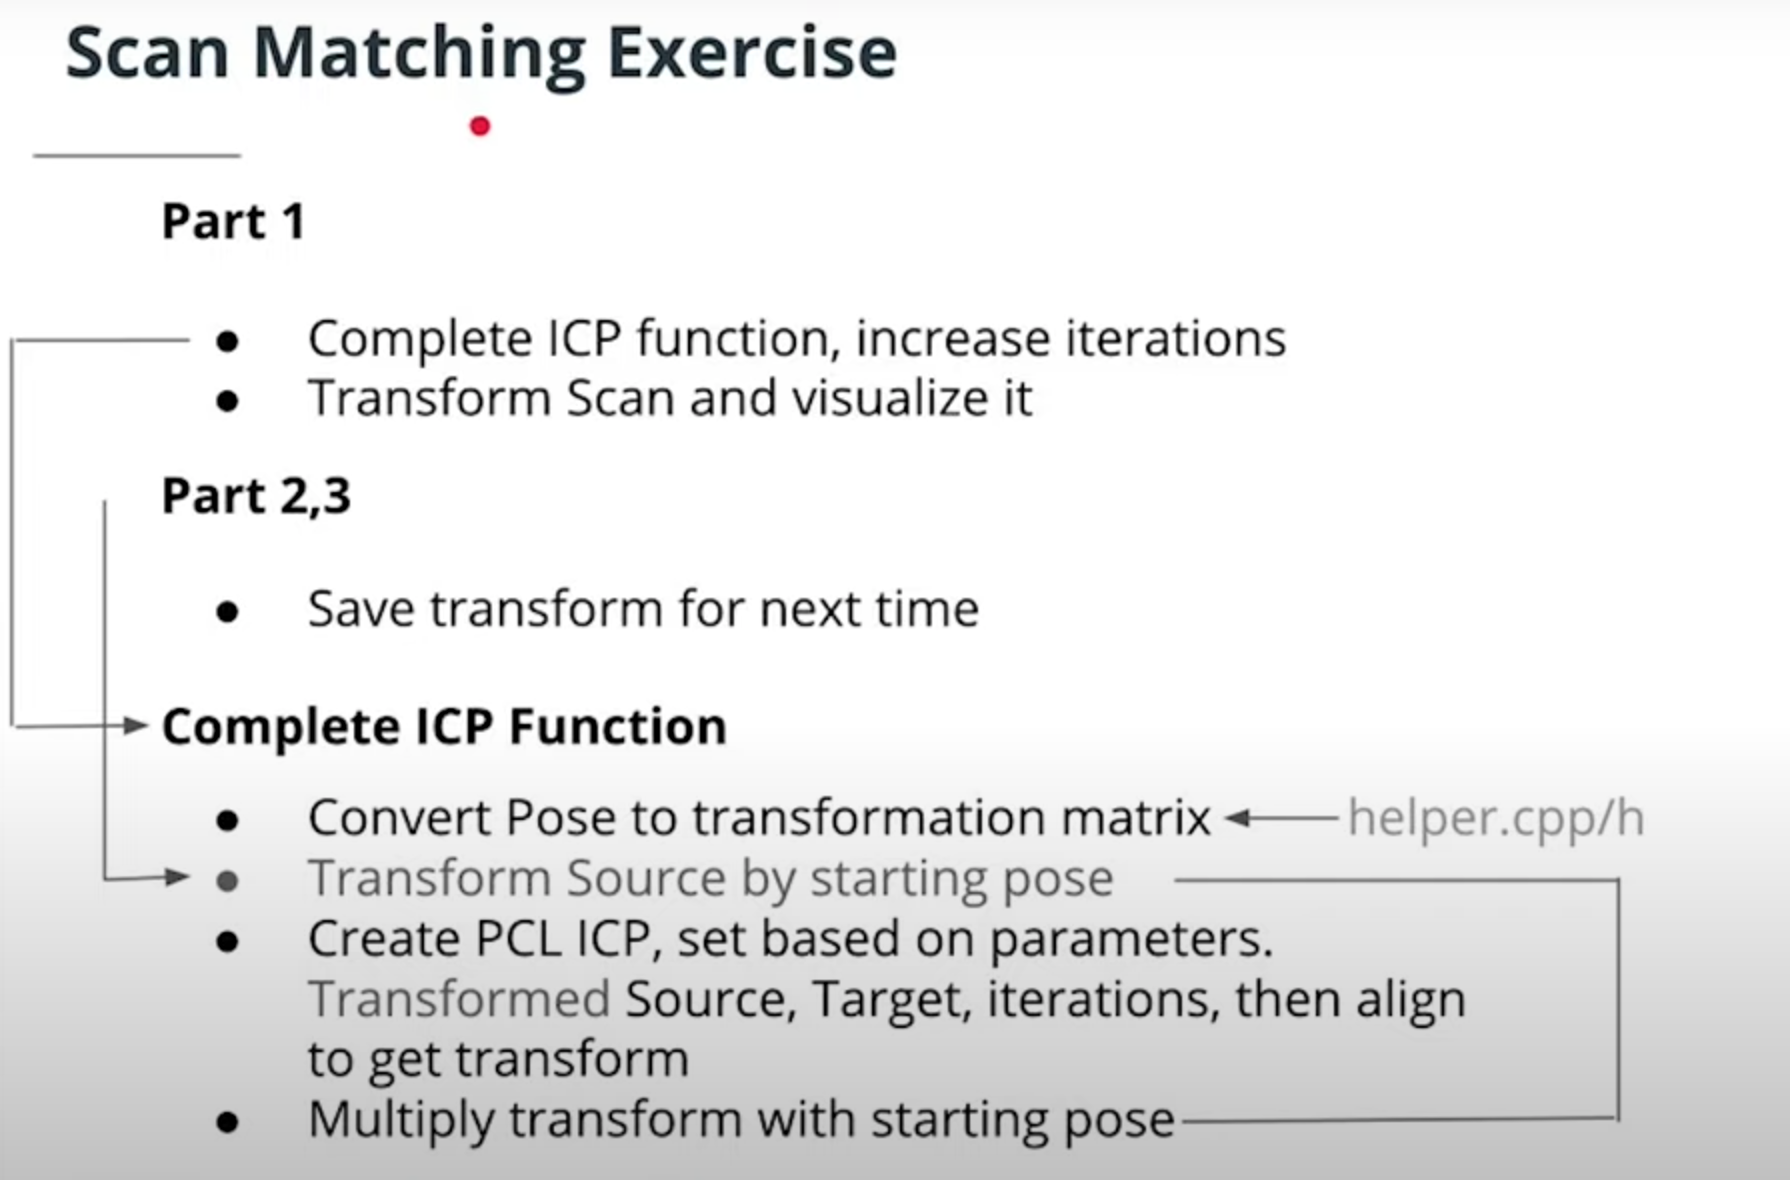 Scan Matching Exercise
Part 1
● Complete ICP function, increase iterations
● Transform Scan and visualize it
Part 2,3
● Save transform for next time
Complete ICP Function
● Convert Pose to transformation matrix helper.cpp/h
● Transform Source by starting pose
● Create PCL ICP, set based on parameters.
Transformed Source, Target, iterations, then align
to get transform
● Multiply transform with starting pose